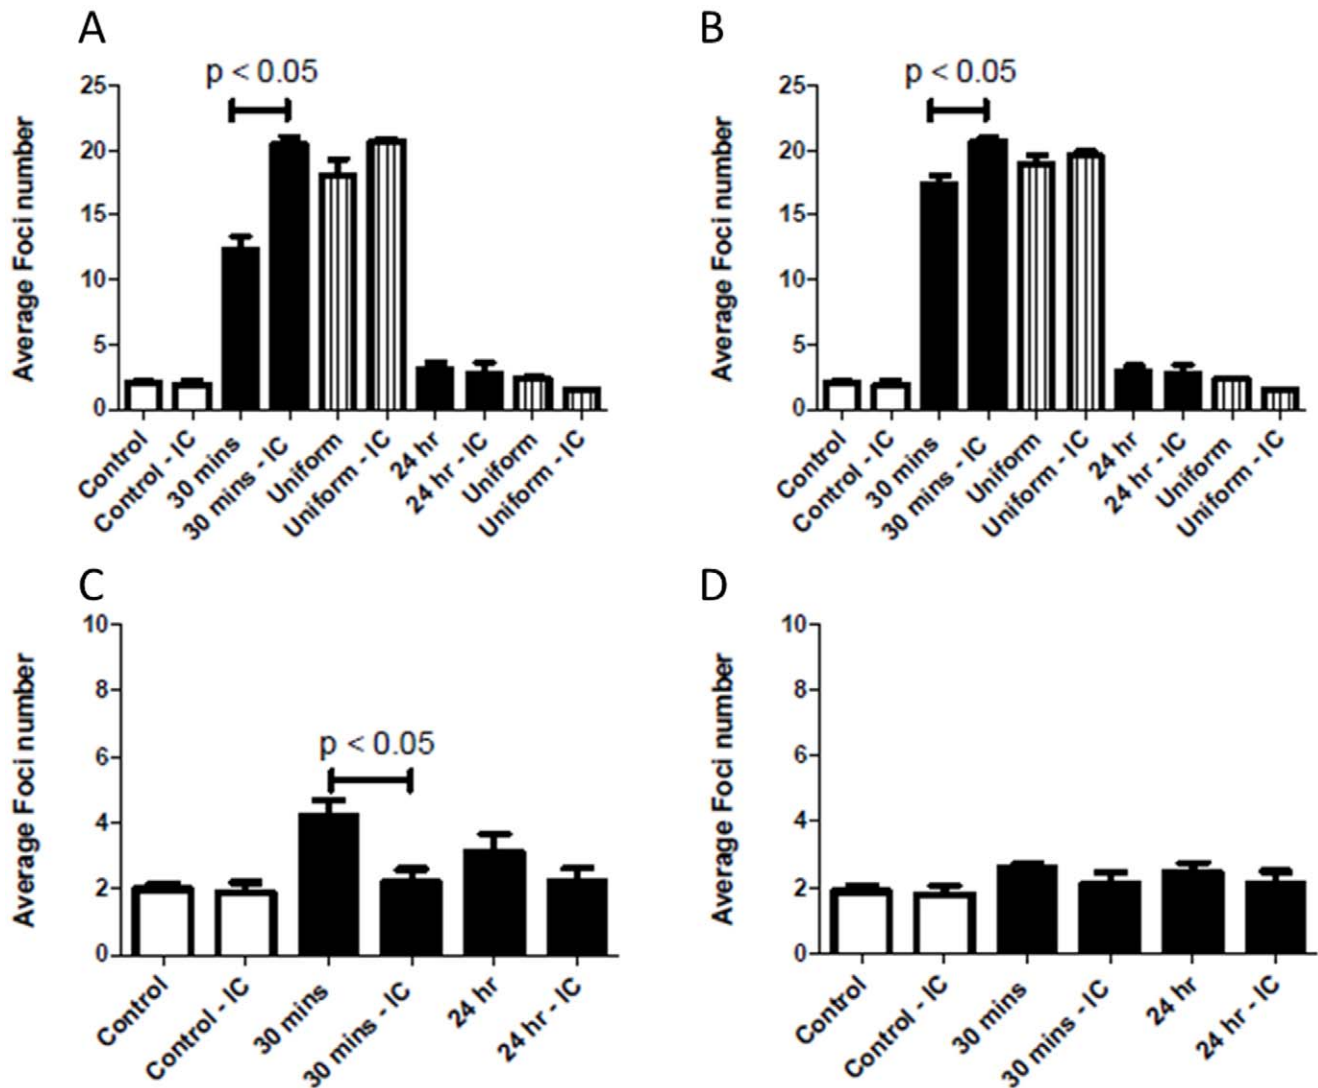 A
p < 0.05
Average Foci number
25
20
15
10
5
0
Control
Control - IC
30 mins
30 mins - IC
Uniform
Uniform - IC
24 hr
24 hr - IC
Uniform
Uniform - IC
B
p < 0.05
Average Foci number
25
20
15
10
5
0
Control
Control - IC
30 mins
30 mins - IC
Uniform
Uniform - IC
24 hr
24 hr - IC
Uniform
Uniform - IC
C
p < 0.05
Average Foci number
10
8
6
4
2
0
Control
Control - IC
30 mins
30 mins - IC
24 hr
24 hr - IC
D
Average Foci number
10
8
6
4
2
0
Control
Control - IC
30 mins
30 mins - IC
24 hr
24 hr - IC